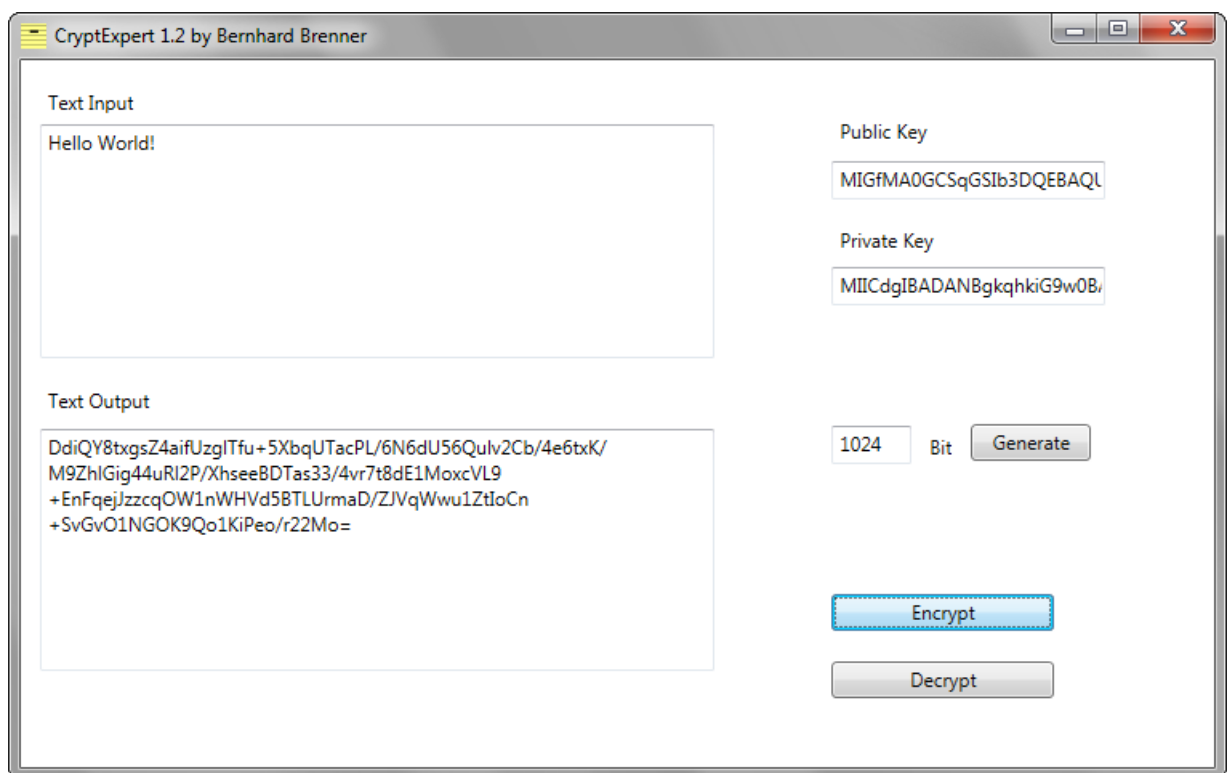 CryptExpert 1.2 by Bernhard Brenner
Text Input
Hello World!
Public Key
MIGfMA0GCSqGSIb3DQEBAQU
Private Key
MIICdgIBADANBgkqhkiG9w0BA
Text Output
DdiQY8txgsZ4aifUzglTfu+5XbqUTacPL/6N6dU56Qulv2Cb/4e6txK/
M9ZhlGig44uRl2P/XhseeBDTas33/4vr7t8dE1MoxcVL9
+EnFqejJzzcqOW1nWHVd5BTLUrmaD/ZJVqWwu1ZtIoCn
+SvGvO1NGOK9Qo1KiPeo/r22Mo=
1024
Bit
Generate
Encrypt
Decrypt